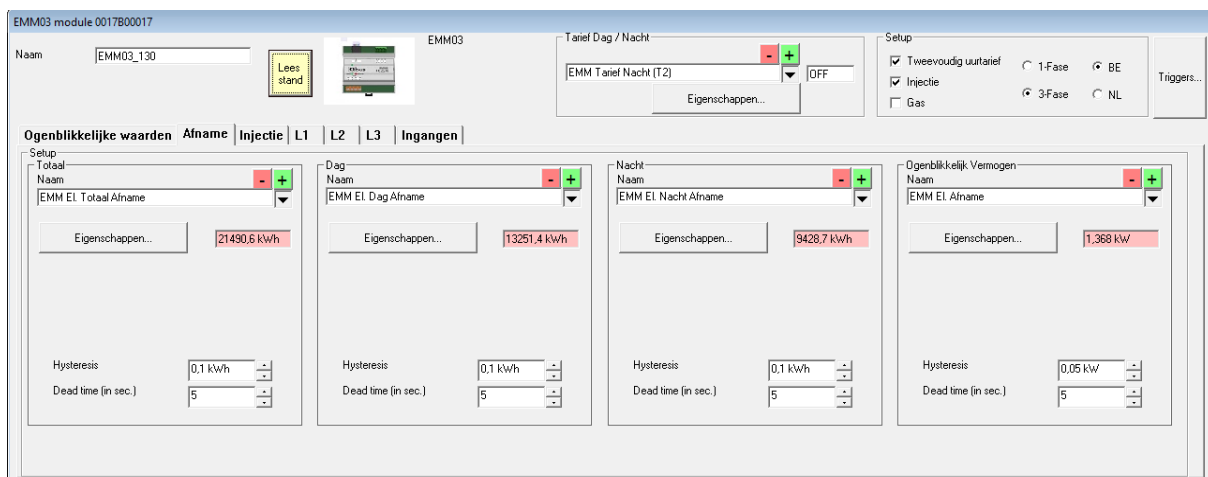 EMM03 module 0017B00017
Naam
EMM03_130
Lees
stand
EMM03
Tarief Dag / Nacht
- +
EMM Tarief Nacht (T2)
OFF
Eigenschappen...
Setup
Tweevoudig uurtarief
Injectie
Gas
1-Fase
3-Fase
BE
NL
Triggers...
Ogenblikkelijke waarden Afname Injectie L1 L2 L3 Ingangen
Setup
Totaal
Naam
- +
EMM El. Totaal Afname
Eigenschappen...
21490,6 kWh
Hysteresis
0,1 kWh
Dead time (in sec.)
5
Dag
Naam
- +
EMM El. Dag Afname
Eigenschappen...
13251,4 kWh
Hysteresis
0,1 kWh
Dead time (in sec.)
5
Nacht
Naam
- +
EMM El. Nacht Afname
Eigenschappen...
9428,7 kWh
Hysteresis
0,1 kWh
Dead time (in sec.)
5
Ogenblikkelijk Vermogen
Naam
- +
EMM El. Afname
Eigenschappen...
1,368 kW
Hysteresis
0,05 kW
Dead time (in sec.)
5